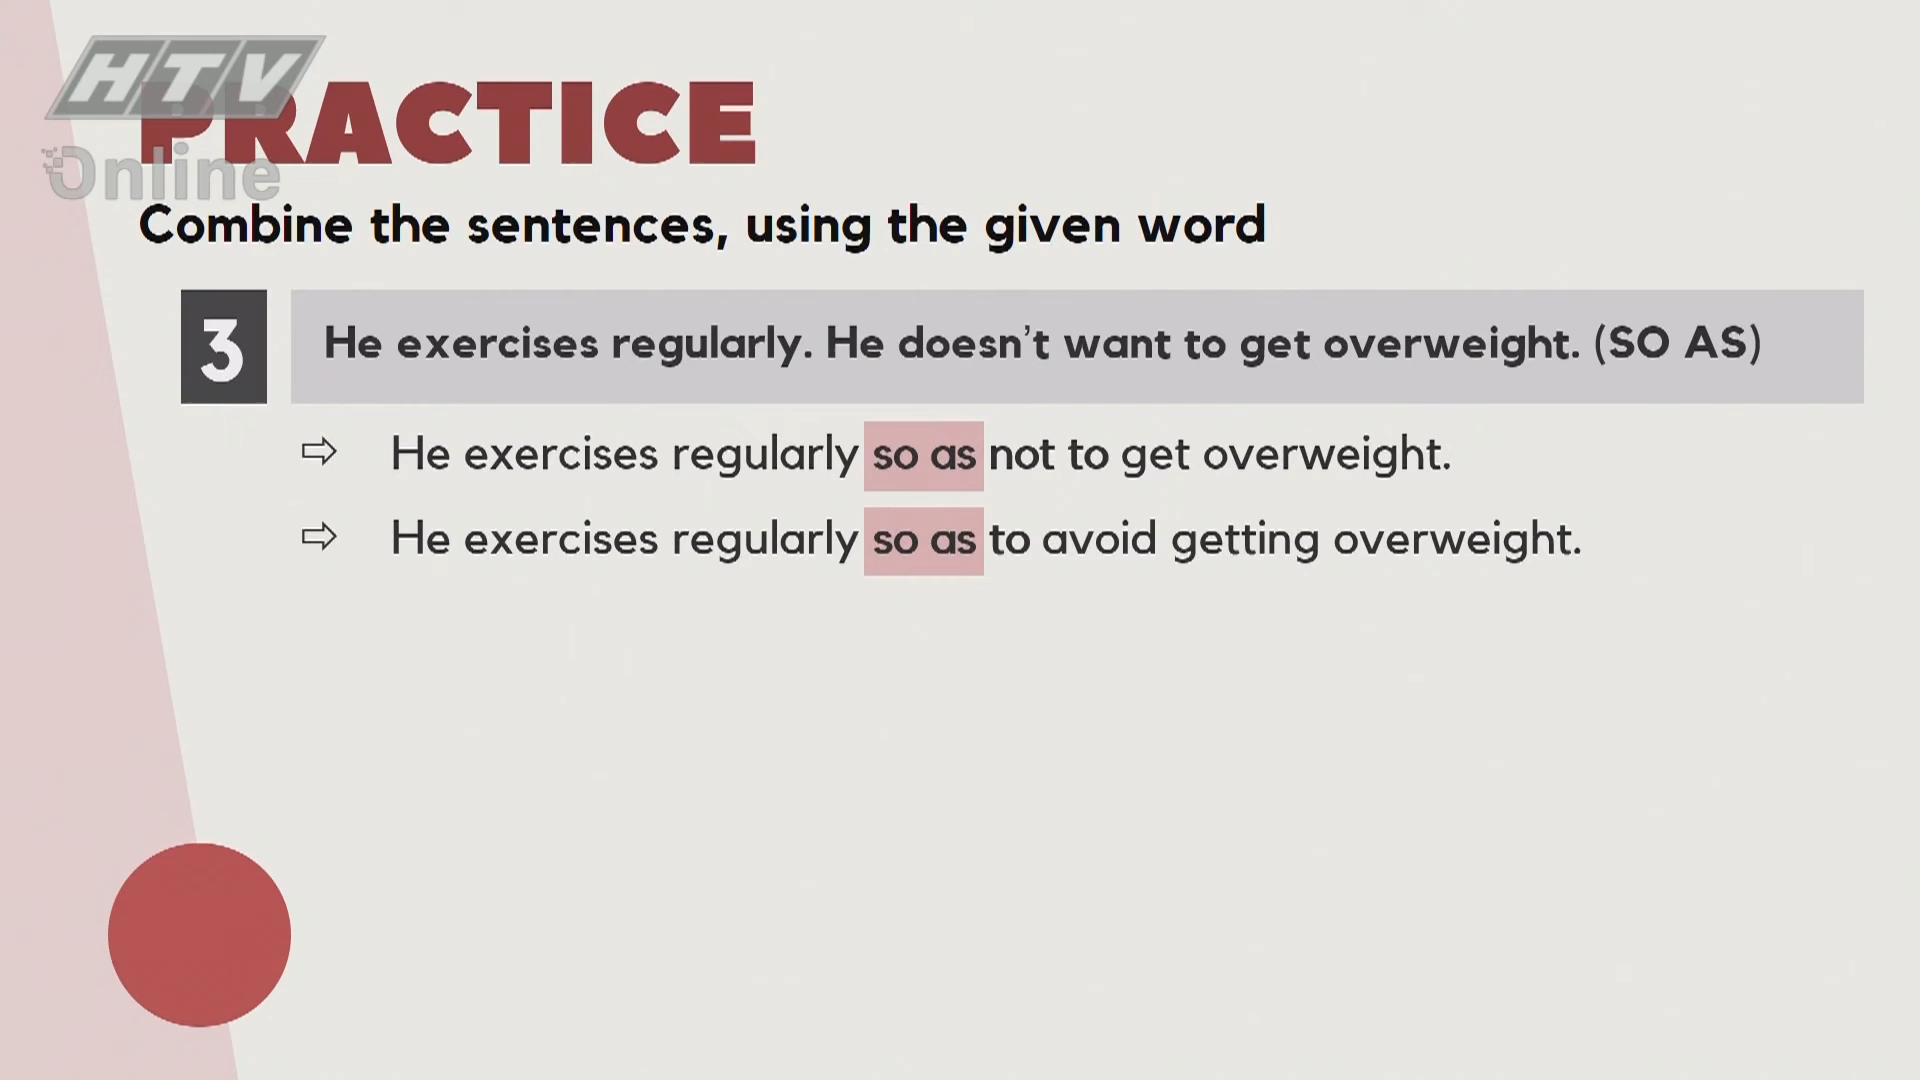 HTV
Online
PRACTICE
Combine the sentences, using the given word
3
He exercises regularly. He doesn’t want to get overweight. (SO AS)
⇨ He exercises regularly so as not to get overweight.
⇨ He exercises regularly so as to avoid getting overweight.